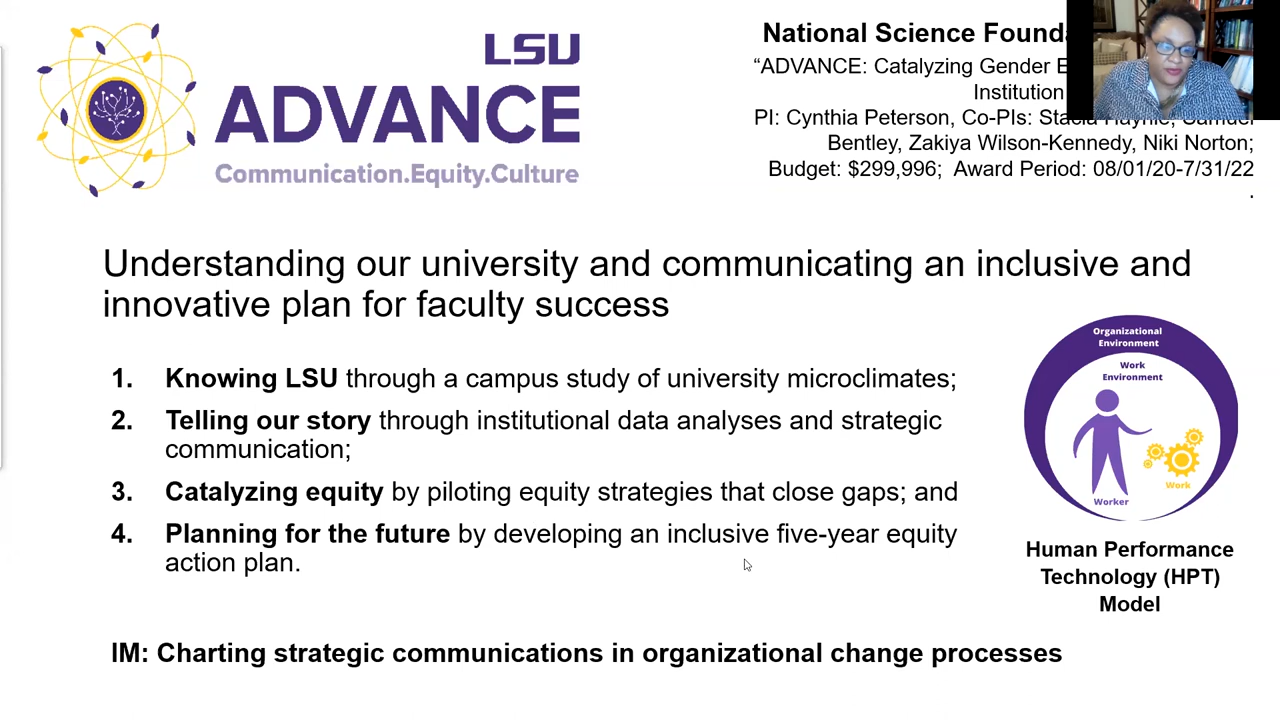 LSU
ADVANCE
Communication.Equity.Culture
National Science
“ADVANCE: Catalyzing Gender
Institution
PI: Cynthia Peterson, Co-PIs:
Bentley, Zakiya Wilson-Kennedy, Niki Norton;
Budget: $299,996; Award Period: 08/01/20-7/31/22
.
Understanding our university and communicating an inclusive and
innovative plan for faculty success
1. Knowing LSU through a campus study of university microclimates;
2. Telling our story through institutional data analyses and strategic
communication;
3. Catalyzing equity by piloting equity strategies that close gaps; and
4. Planning for the future by developing an inclusive five-year equity
action plan.
Organizational
Environment
Work
Environment
Work
Worker
Human Performance
Technology (HPT)
Model
IM: Charting strategic communications in organizational change processes